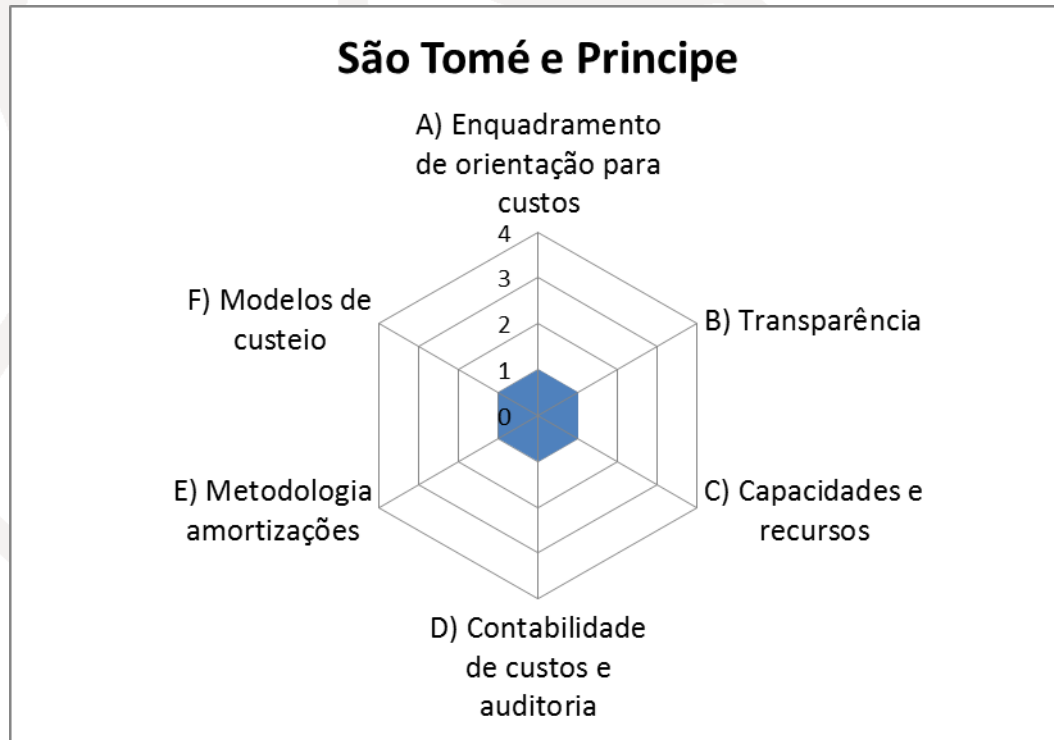 São Tomé e Principe
A) Enquadramento
de orientação para
custos
4
3
2
1
0
B) Transparência
C) Capacidades e
recursos
D) Contabilidade
de custos e
auditoria
E) Metodologia
amortizações
F) Modelos de
custeio